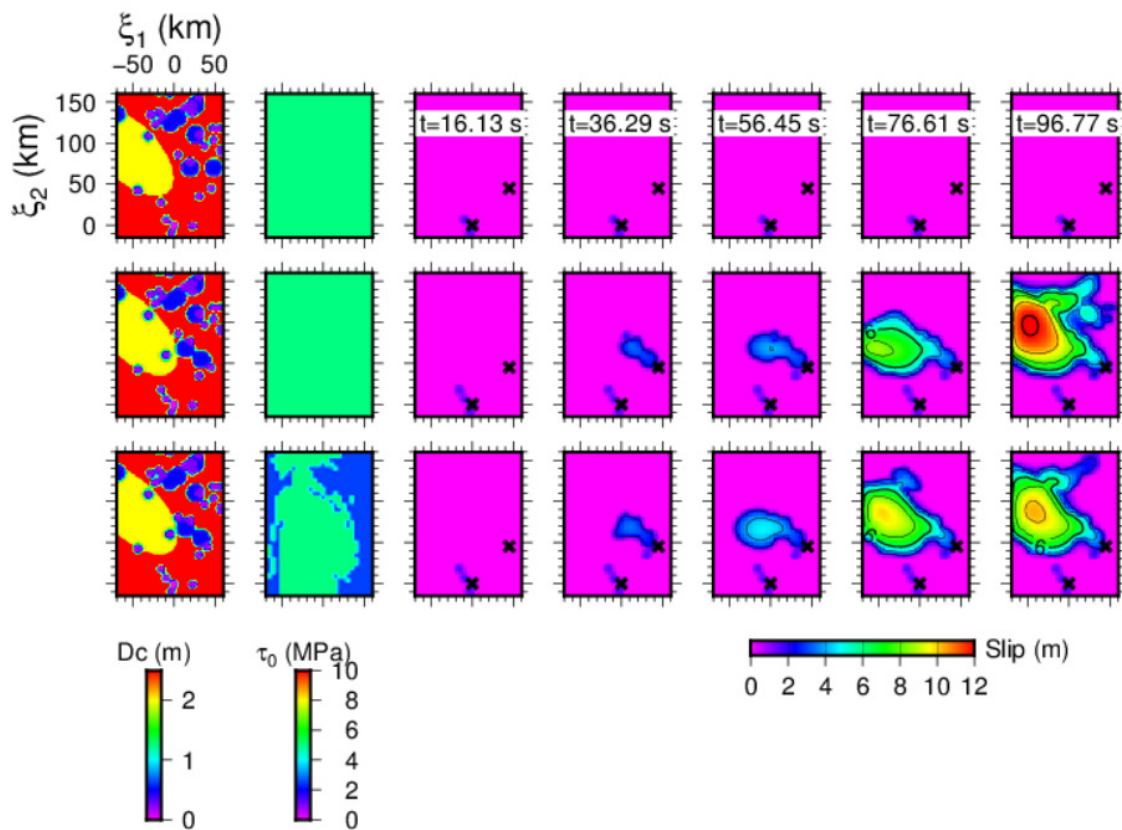 ξ₁ (km)
−50 0 50
ξ₂ (km)
150
100
50
0
t=16.13 s
t=36.29 s
t=56.45 s
t=76.61 s
t=96.77 s
6
6
6
Dc (m)
2
1
0
τ₀ (MPa)
10
8
6
4
2
0
Slip (m)
0 2 4 6 8 10 12